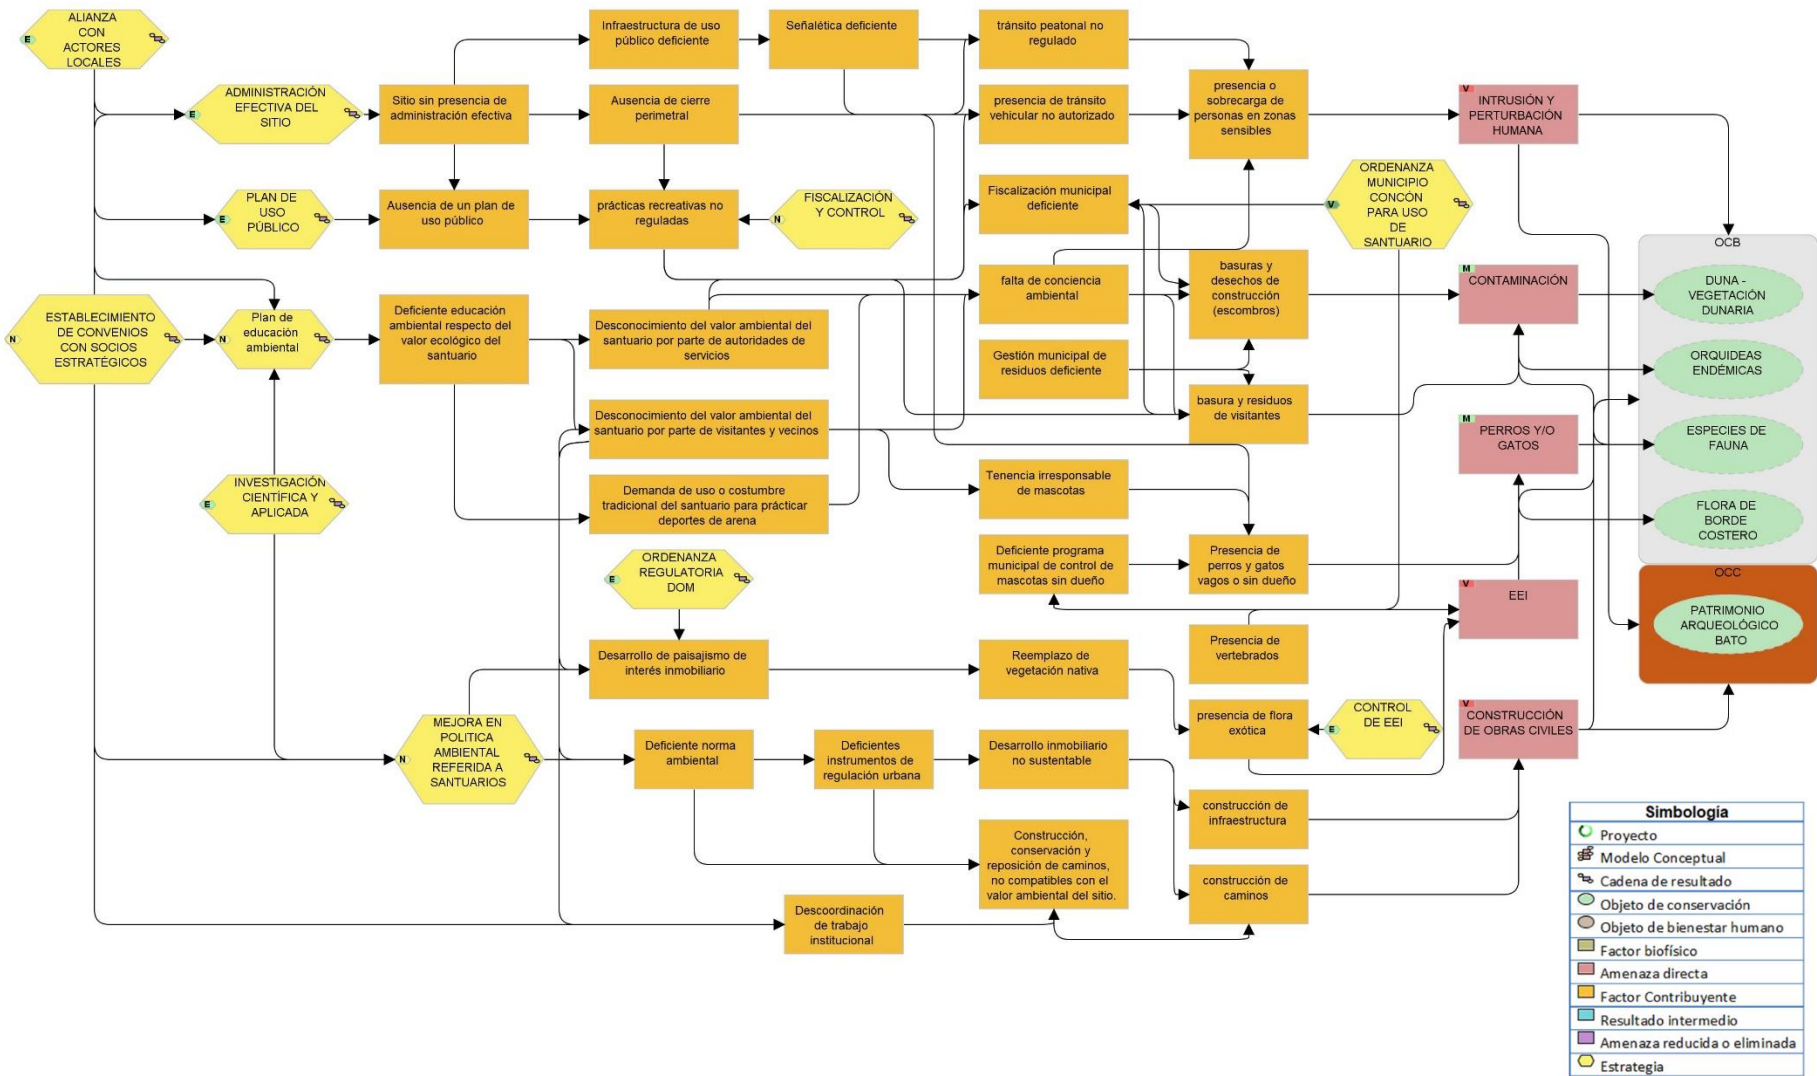 ALIANZA
CON
ACTORES
LOCALES
E
ADMINISTRACIÓN
EFECTIVA DEL
SITIO
E
PLAN DE
USO
PÚBLICO
E
ESTABLECIMIENTO
DE CONVENIOS
CON SOCIOS
ESTRATÉGICOS
N
Plan de
educación
ambiental
N
INVESTIGACIÓN
CIENTÍFICA Y
APLICADA
E
MEJORA EN
POLITICA
AMBIENTAL
REFERIDA A
SANTUARIOS
N
Sitio sin presencia de
administración efectiva
Ausencia de un plan de
uso público
Deficiente educación
ambiental respecto del
valor ecológico del
santuario
Infraestructura de uso
público deficiente
Señalética deficiente
Ausencia de cierre
perimetral
prácticas recreativas no
reguladas
FISCALIZACIÓN
Y CONTROL
N
Desconocimiento del valor ambiental del
santuario por parte de autoridades de
servicios
Desconocimiento del valor ambiental del
santuario por parte de visitantes y vecinos
Demanda de uso o costumbre
tradicional del santuario para prácticar
deportes de arena
ORDENANZA
REGULATORIA
DOM
E
Desarrollo de paisajismo de
interés inmobiliario
Deficiente norma
ambiental
Deficientes
instrumentos de
regulación urbana
Descoordinación
de trabajo
institucional
tránsito peatonal no
regulado
presencia de tránsito
vehicular no autorizado
Fiscalización municipal
deficiente
falta de conciencia
ambiental
Gestión municipal de
residuos deficiente
Tenencia irresponsable
de mascotas
Deficiente programa
municipal de control de
mascotas sin dueño
Reemplazo de
vegetación nativa
Desarrollo inmobiliario
no sustentable
Construcción,
conservación y
reposición de caminos,
no compatibles con el
valor ambiental del sitio.
presencia o
sobrecarga de
personas en zonas
sensibles
basuras y
desechos de
construcción
(escombros)
basura y residuos
de visitantes
Presencia de
perros y gatos
vagos o sin dueño
Presencia de
vertebrados
presencia de flora
exótica
construcción de
infraestructura
construcción de
caminos
ORDENANZA
MUNICIPIO
CONCÓN
PARA USO
DE
SANTUARIO
V
CONTROL
DE EEI
E
V
INTRUSIÓN Y
PERTURBACIÓN
HUMANA
M
CONTAMINACIÓN
M
PERROS Y/O
GATOS
V
EEI
V
CONSTRUCCIÓN
DE OBRAS CIVILES
OCB
DUNA -
VEGETACIÓN
DUNARIA
ORQUIDEAS
ENDÉMICAS
ESPECIES DE
FAUNA
FLORA DE
BORDE
COSTERO
OCC
PATRIMONIO
ARQUEOLÓGICO
BATO
Simbología
Proyecto
Modelo Conceptual
Cadena de resultado
Objeto de conservación
Objeto de bienestar humano
Factor biofísico
Amenaza directa
Factor Contribuyente
Resultado intermedio
Amenaza reducida o eliminada
Estrategia